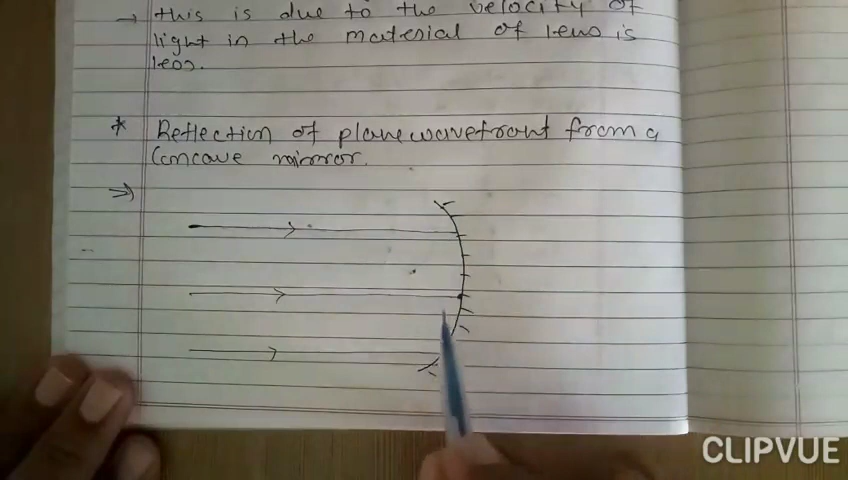 → this is due to the velocity of
light in the material of lens is
less.
* Reflection of plane wavefront from a
Concave mirror.
⇒
CLIPVUE